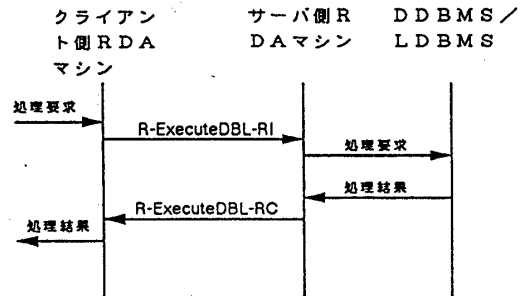 クライアン
ト側RDA
マシン
サーバ側R
DAマシン
DDBMS/
LDBMS
処理要求
R-ExecuteDBL-RI
処理要求
処理結果
R-ExecuteDBL-RC
処理結果